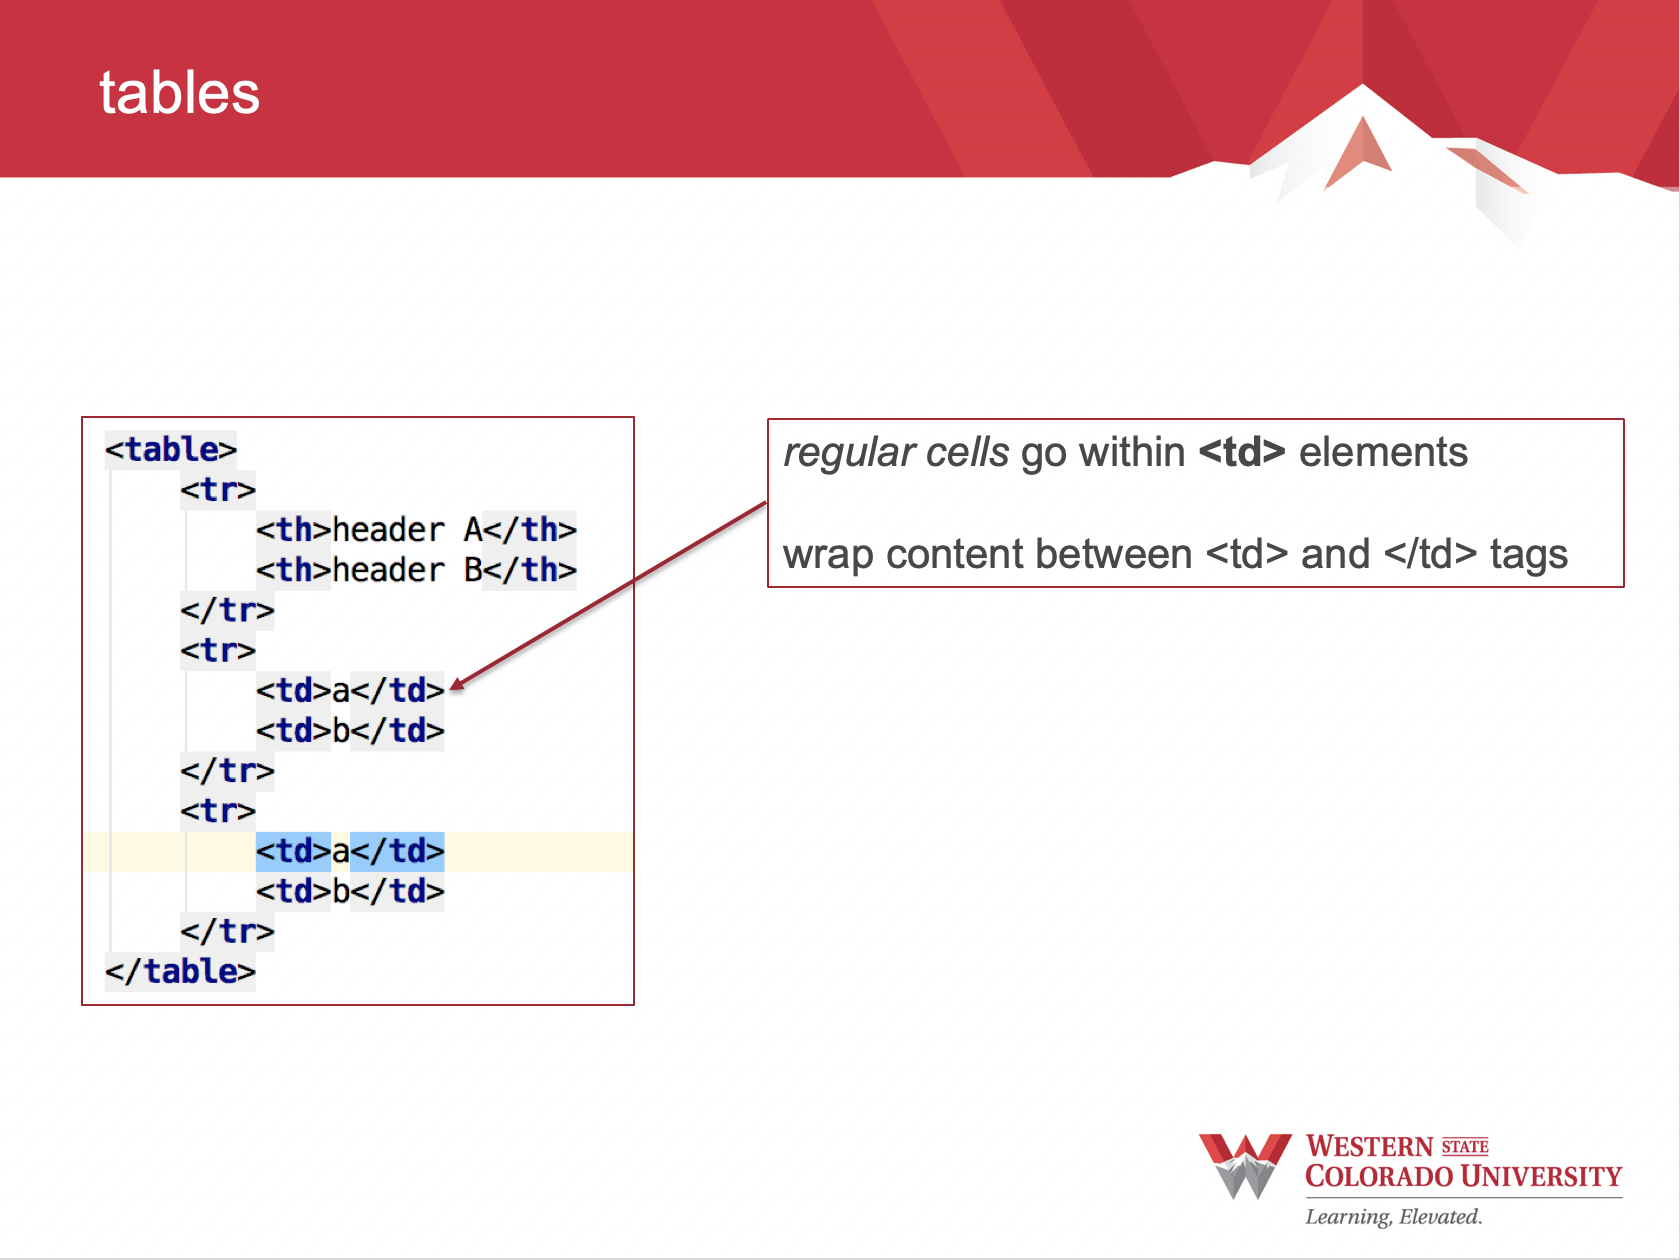 tables
<table>
<tr>
<th>header A</th>
<th>header B</th>
</tr>
<tr>
<td>a</td>
<td>b</td>
</tr>
<tr>
<td>a</td>
<td>b</td>
</tr>
</table>
regular cells go within <td> elements
wrap content between <td> and </td> tags
WESTERN STATE
COLORADO UNIVERSITY
Learning, Elevated.